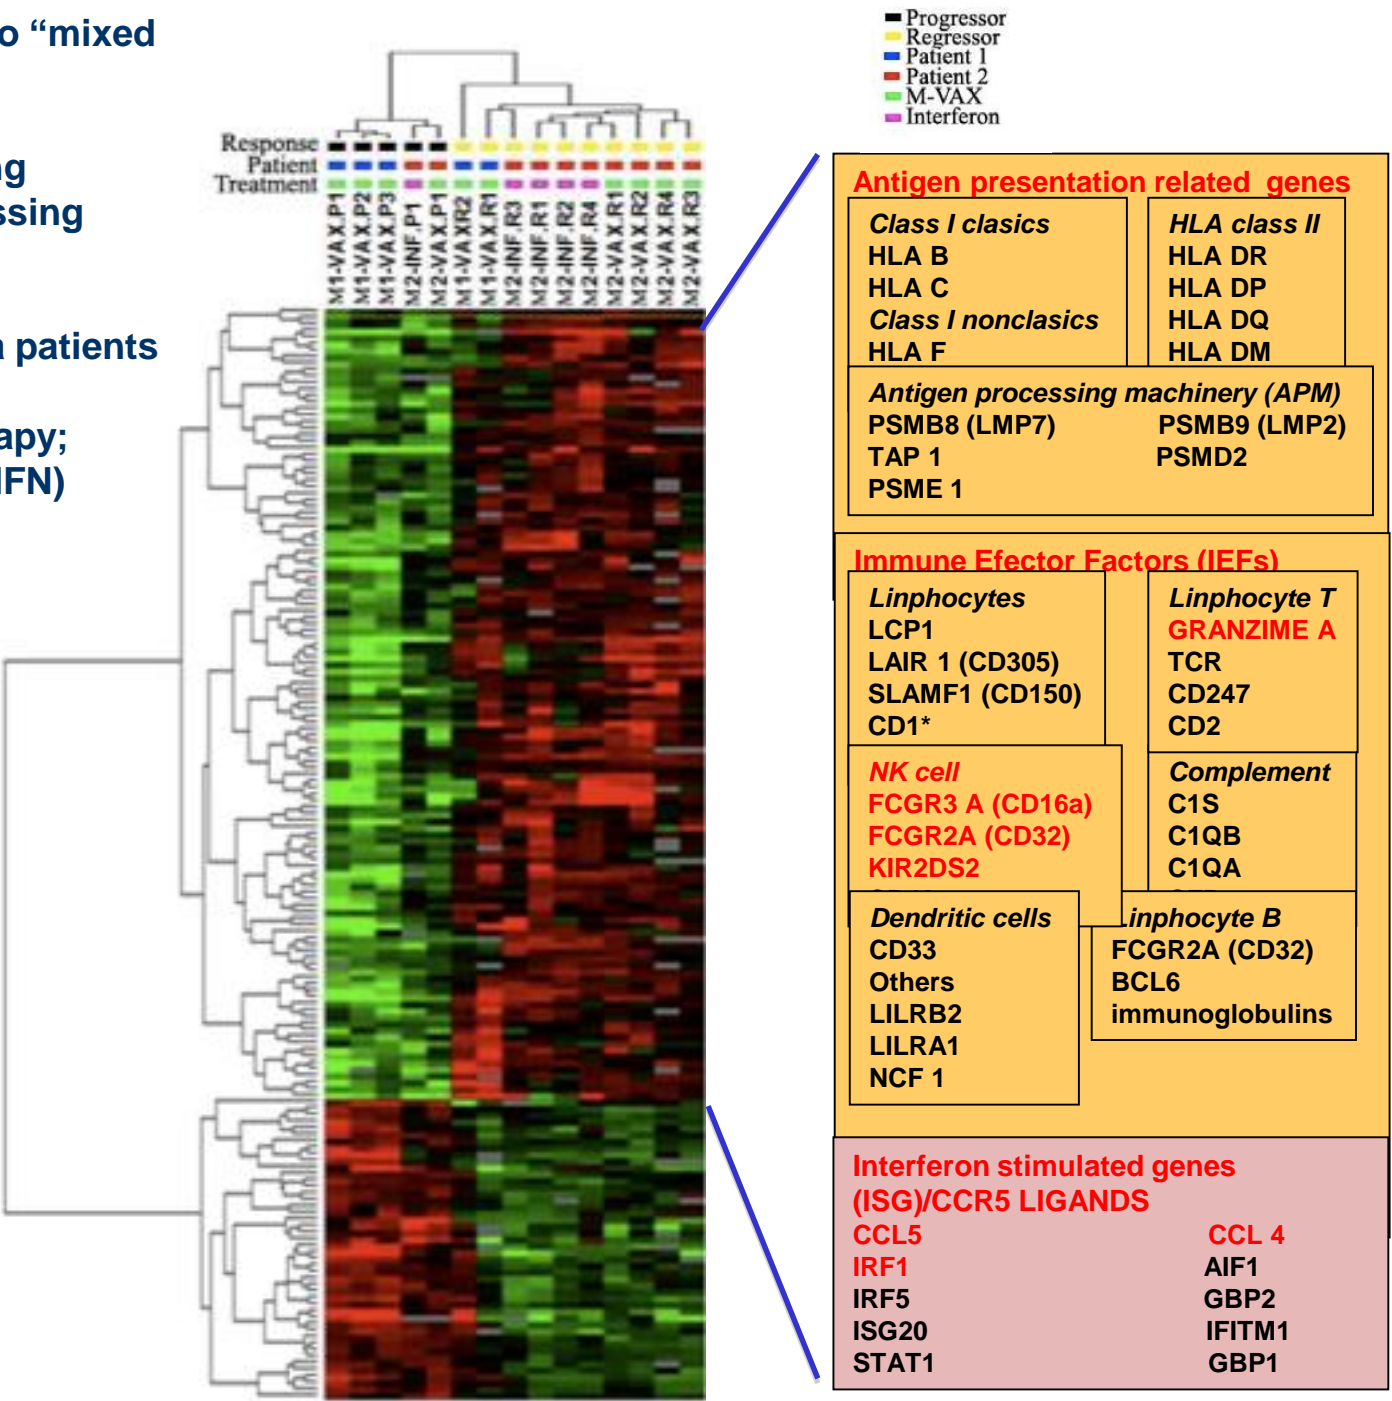 o “mixed
ng
ssing
a patients
apy;
IFN)
Progressor
Regressor
Patient 1
Patient 2
M-VAX
Interferon
Response
Patient
Treatment
M1-VAX.P1
M1-VAX.P2
M1-VAX.P3
M2-INF.P1
M2-VAX.P1
M1-VAXR2
M1-VAX.R1
M2-INF.R3
M2-INF.R1
M2-INF.R2
M2-INF.R4
M2-VAX.R1
M2-VAX.R2
M2-VAX.R4
M2-VAX.R3
Antigen presentation related genes
Class I clasics
HLA B
HLA C
Class I nonclasics
HLA F
HLA class II
HLA DR
HLA DP
HLA DQ
HLA DM
Antigen processing machinery (APM)
PSMB8 (LMP7) PSMB9 (LMP2)
TAP 1 PSMD2
PSME 1
Immune Efector Factors (IEFs)
Linphocytes
LCP1
LAIR 1 (CD305)
SLAMF1 (CD150)
CD1*
Linphocyte T
GRANZIME A
TCR
CD247
CD2
NK cell
FCGR3 A (CD16a)
FCGR2A (CD32)
KIR2DS2
Complement
C1S
C1QB
C1QA
Dendritic cells
CD33
Others
LILRB2
LILRA1
NCF 1
Linphocyte B
FCGR2A (CD32)
BCL6
immunoglobulins
Interferon stimulated genes
(ISG)/CCR5 LIGANDS
CCL5 CCL 4
IRF1 AIF1
IRF5 GBP2
ISG20 IFITM1
STAT1 GBP1